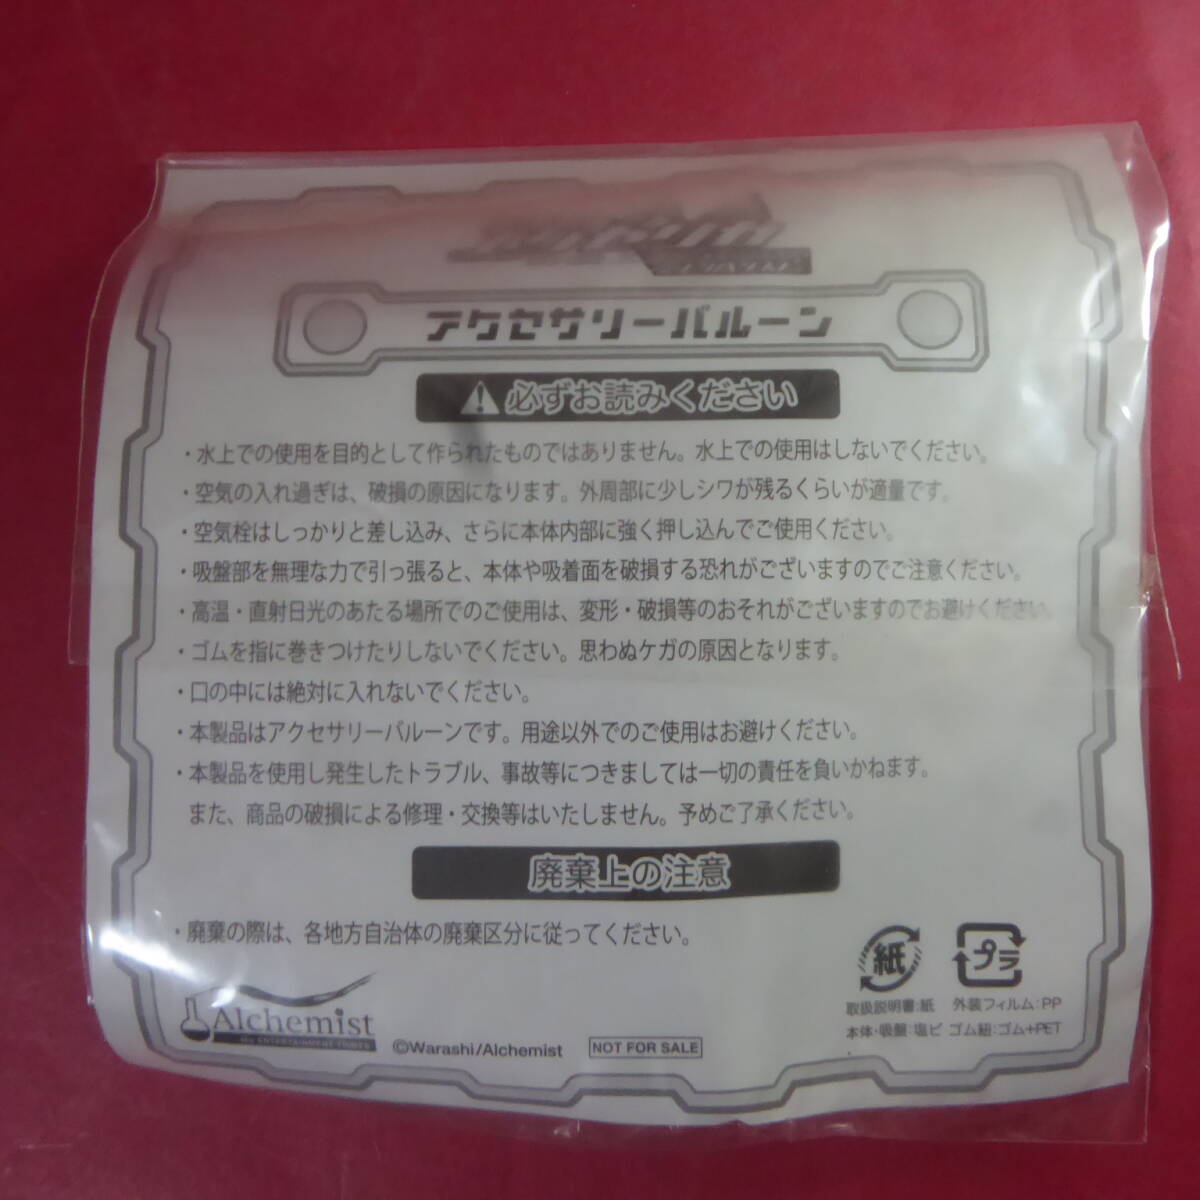 アクセサリーバルーン
必ずお読みください
・水上での使用を目的として作られたものではありません。水上での使用はしないでください。
・空気の入れ過ぎは、破損の原因になります。外周部に少しシワが残るくらいが適量です。
・空気栓はしっかりと差し込み、さらに本体内部に強く押し込んでご使用ください。
・吸盤部を無理な力で引っ張ると、本体や吸着面を破損する恐れがございますのでご注意ください。
・高温・直射日光のあたる場所でのご使用は、変形・破損等のおそれがございますのでお避けください。
・ゴムを指に巻きつけたりしないでください。思わぬケガの原因となります。
・口の中には絶対に入れないでください。
・本製品はアクセサリーバルーンです。用途以外でのご使用はお避けください。
・本製品を使用し発生したトラブル、事故等につきましては一切の責任を負いかねます。
また、商品の破損による修理・交換等はいたしません。予めご了承ください。
廃棄上の注意
・廃棄の際は、各地方自治体の廃棄区分に従ってください。
紙 プラ
取扱説明書:紙 外装フィルム:PP
本体・吸盤:塩ビ ゴム紐:ゴム+PET
Alchemist
©Warashi/Alchemist NOT FOR SALE